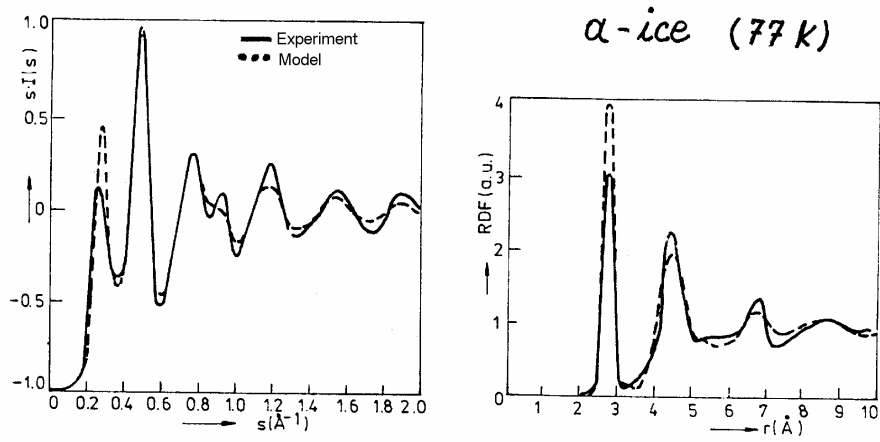 a-ice (77 K)
1.0
0.5
0
-0.5
-1.0
s·I(s)
Experiment
Model
0 0.2 0.4 0.6 0.8 1.0 1.2 1.4 1.6 1.8 2.0
s(Å⁻¹)
4
3
2
1
0
RDF(a.u.)
1 2 3 4 5 6 7 8 9 10
r(Å)